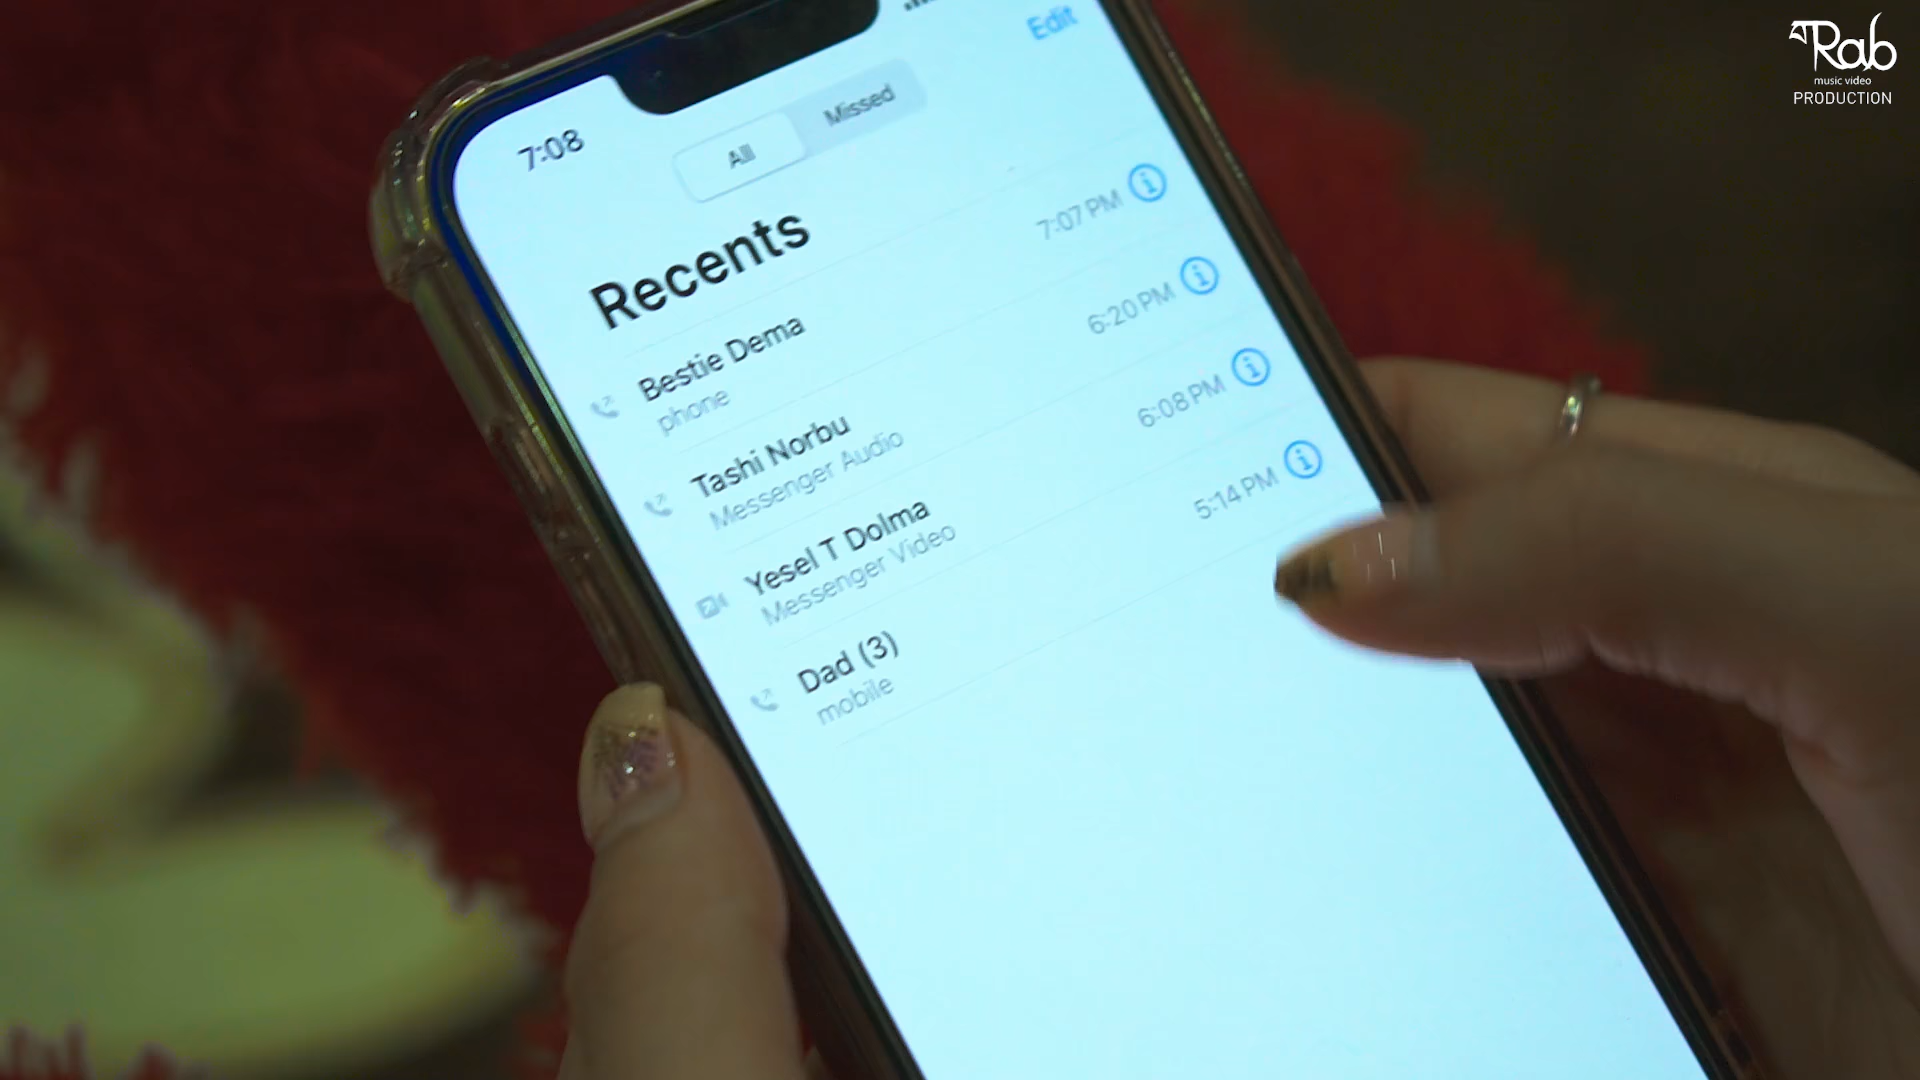 Rab
music video
PRODUCTION
Edit
7:08
All Missed
Recents
Bestie Dema 7:07 PM
phone
Tashi Norbu 6:20 PM
Messenger Audio
Yesel T Dolma 6:08 PM
Messenger Video
Dad (3) 5:14 PM
mobile